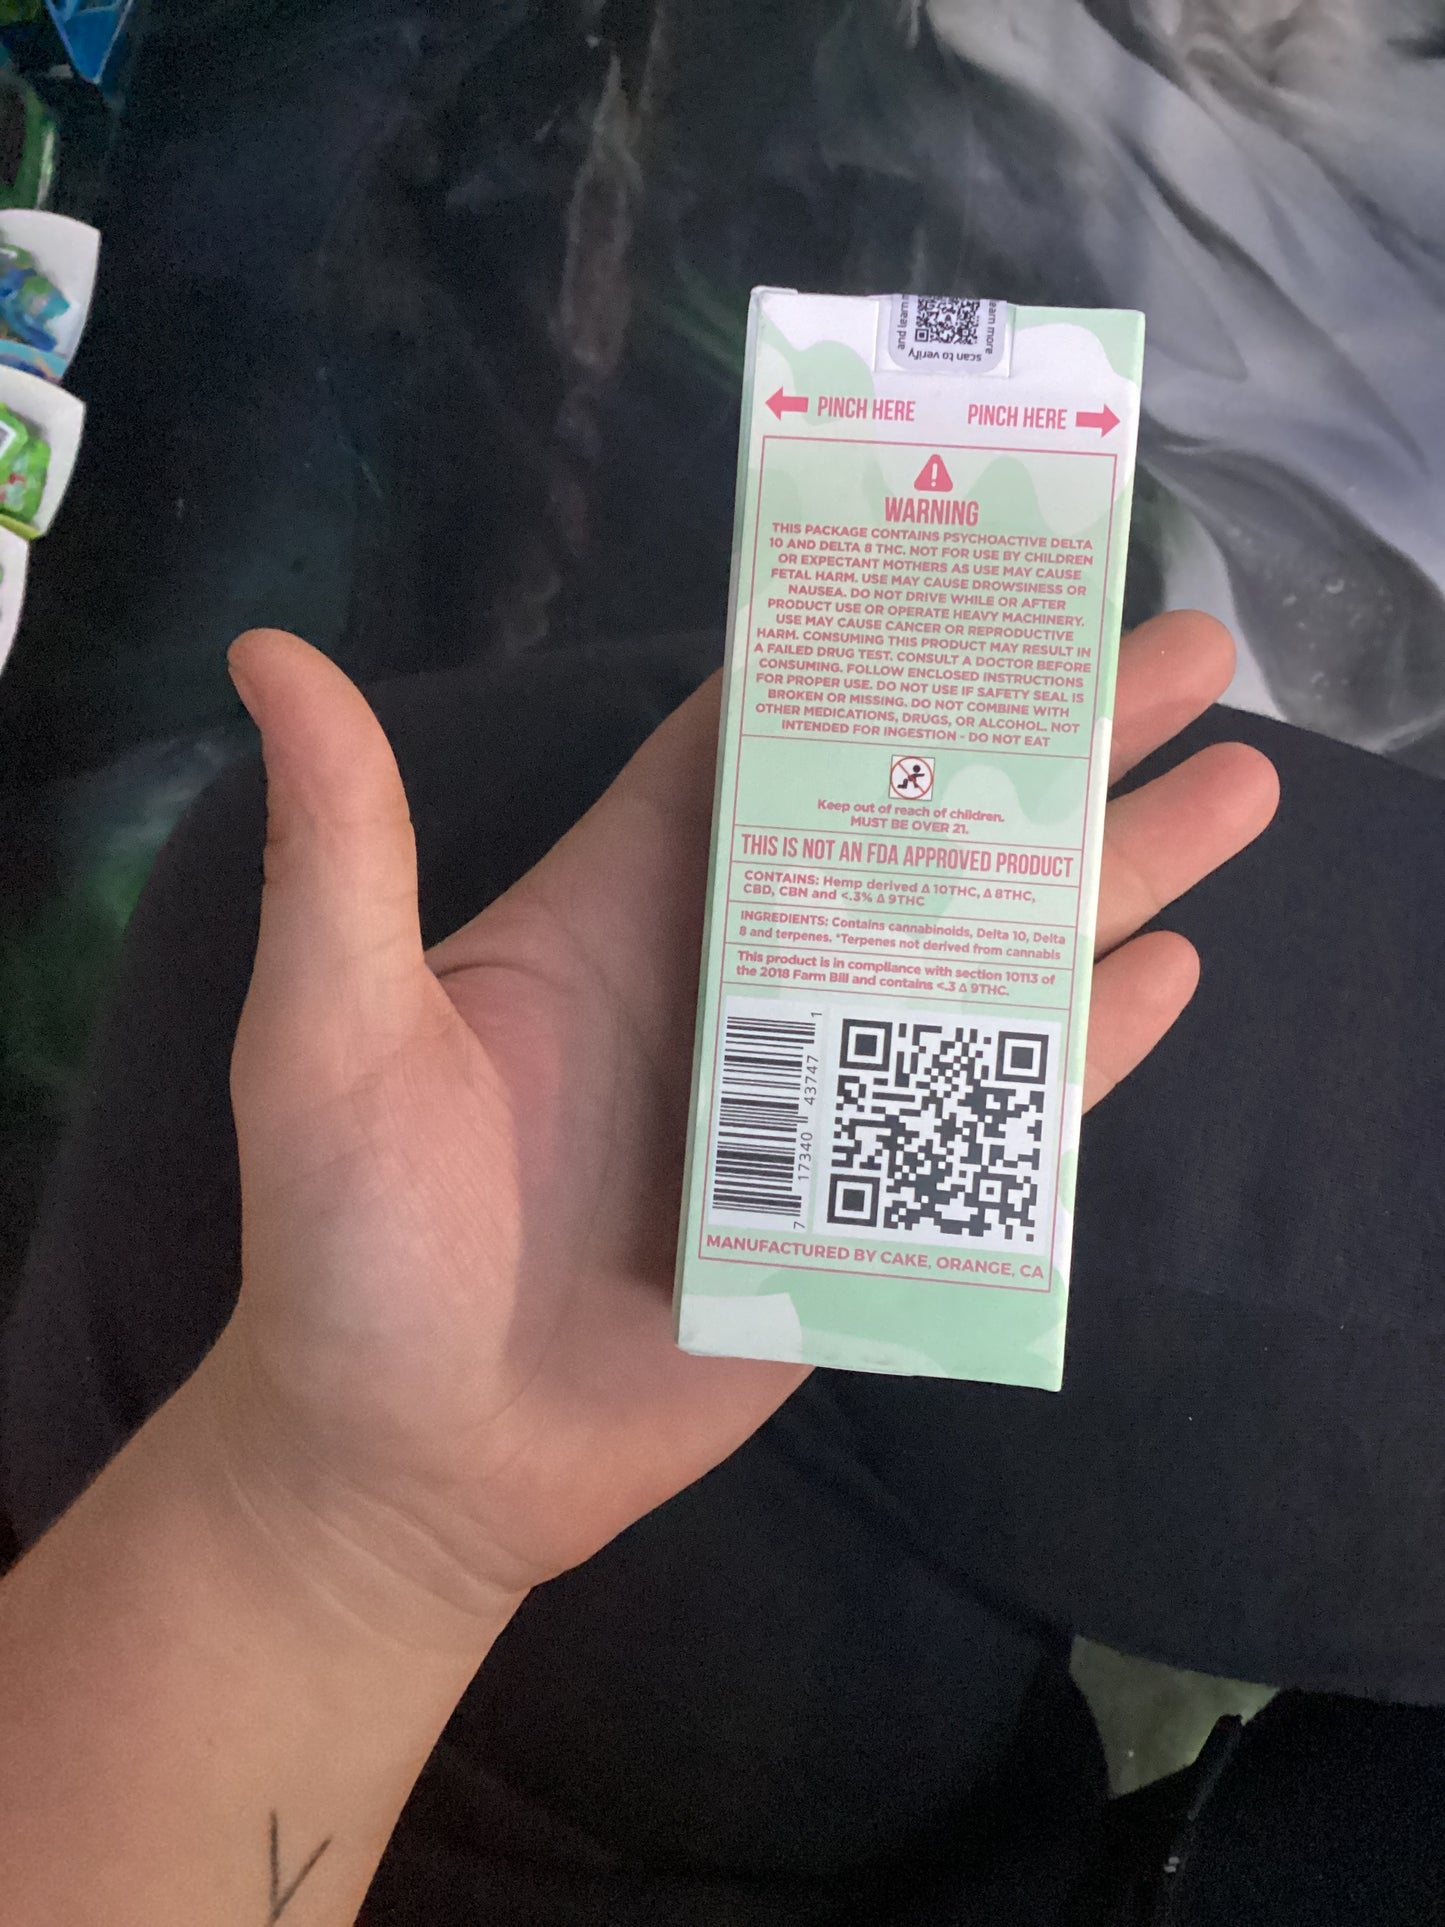 and learn
scan to verify
earn more
PINCH HERE
PINCH HERE
WARNING
THIS PACKAGE CONTAINS PSYCHOACTIVE DELTA
10 AND DELTA 8 THC. NOT FOR USE BY CHILDREN
OR EXPECTANT MOTHERS AS USE MAY CAUSE
FETAL HARM. USE MAY CAUSE DROWSINESS OR
NAUSEA. DO NOT DRIVE WHILE OR AFTER
PRODUCT USE OR OPERATE HEAVY MACHINERY.
USE MAY CAUSE CANCER OR REPRODUCTIVE
HARM. CONSUMING THIS PRODUCT MAY RESULT IN
A FAILED DRUG TEST. CONSULT A DOCTOR BEFORE
CONSUMING. FOLLOW ENCLOSED INSTRUCTIONS
FOR PROPER USE. DO NOT USE IF SAFETY SEAL IS
BROKEN OR MISSING. DO NOT COMBINE WITH
OTHER MEDICATIONS, DRUGS, OR ALCOHOL. NOT
INTENDED FOR INGESTION - DO NOT EAT
Keep out of reach of children.
MUST BE OVER 21.
THIS IS NOT AN FDA APPROVED PRODUCT
CONTAINS: Hemp derived Δ 10THC, Δ 8THC,
CBD, CBN and <.3% Δ 9THC
INGREDIENTS: Contains cannabinoids, Delta 10, Delta
8 and terpenes. *Terpenes not derived from cannabis
This product is in compliance with section 10113 of
the 2018 Farm Bill and contains <.3 Δ 9THC.
7 17340 43747 1
MANUFACTURED BY CAKE, ORANGE, CA